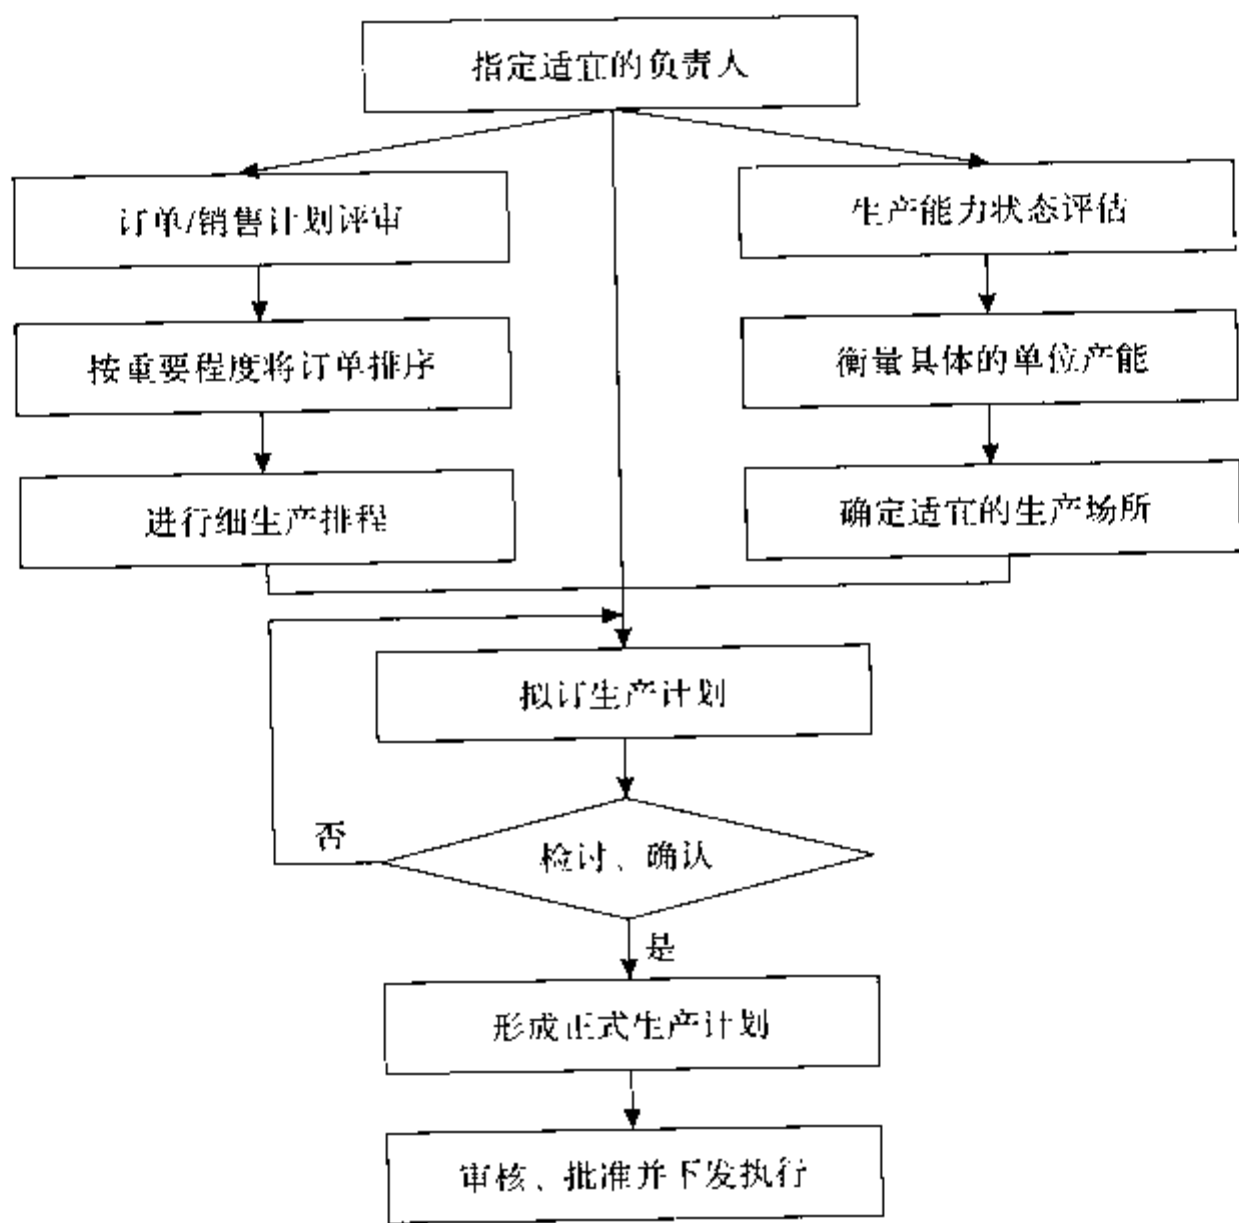 指定适宜的负责人
订单/销售计划评审
生产能力状态评估
按重要程度将订单排序
衡量具体的单位产能
进行细生产排程
确定适宜的生产场所
拟订生产计划
否
检讨、确认
是
形成正式生产计划
审核、批准并下发执行